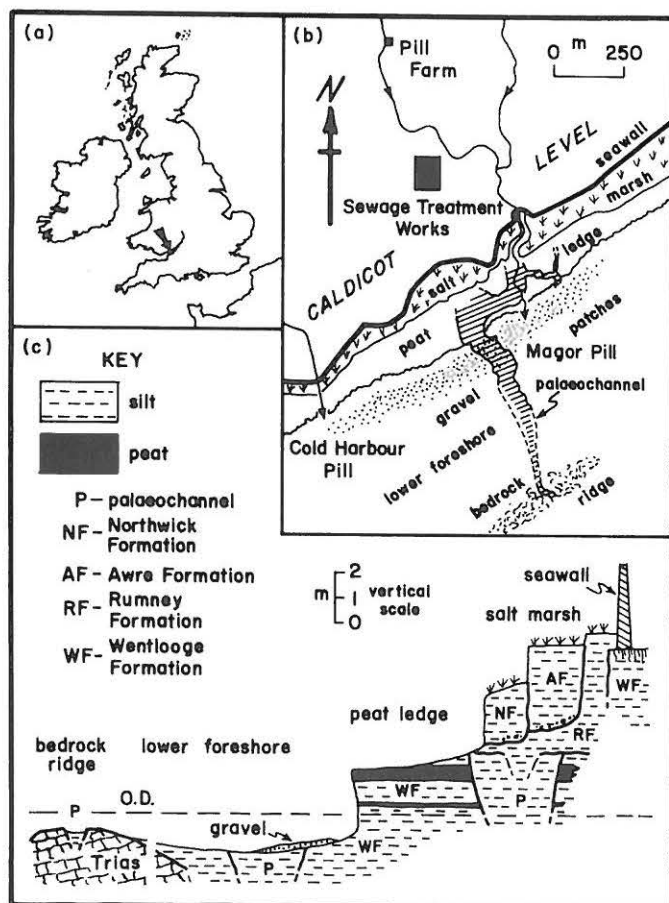 (a)
(b)
Pill
Farm
m
0 250
N
LEVEL
seawall
marsh
Sewage Treatment
Works
ledge
CALDICOT
salt
peat
patches
Magor Pill
palaeochannel
gravel
Cold Harbour
Pill
lower foreshore
bedrock
ridge
(c)
KEY
silt
peat
P – palaeochannel
NF – Northwick
Formation
AF – Awre Formation
RF – Rumney
Formation
WF – Wentlooge
Formation
2
m 1 vertical
0 scale
seawall
salt marsh
AF
WF
NF
RF
peat ledge
bedrock lower foreshore
ridge
WF
P
O.D.
P
gravel
WF
Trias
P